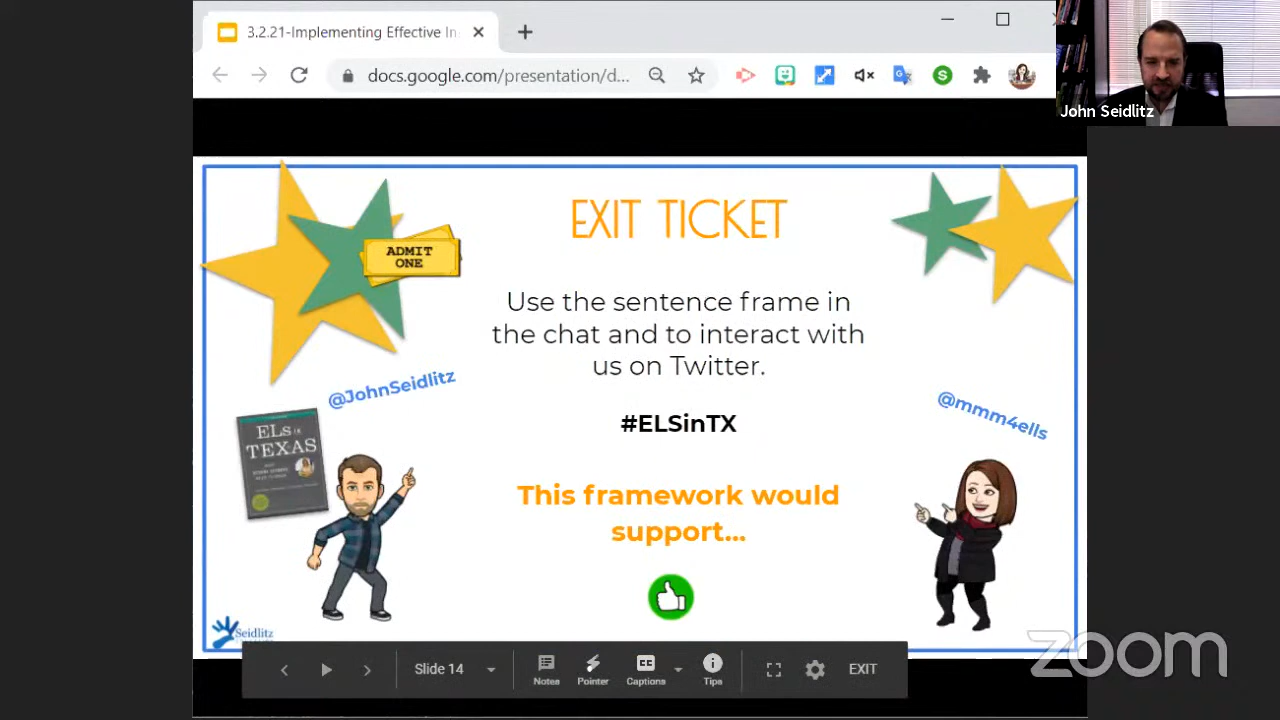 3.2.21-Implementing Effective In
docs.google.com/presentation/d...
John Seidlitz
EXIT TICKET
ADMIT
ONE
Use the sentence frame in
the chat and to interact with
us on Twitter.
@JohnSeidlitz
@mmm4ells
#ELSinTX
ELs in
TEXAS
This framework would
support...
Seidlitz
Slide 14
Notes
Pointer
CC
Captions
Tips
EXIT
zoom